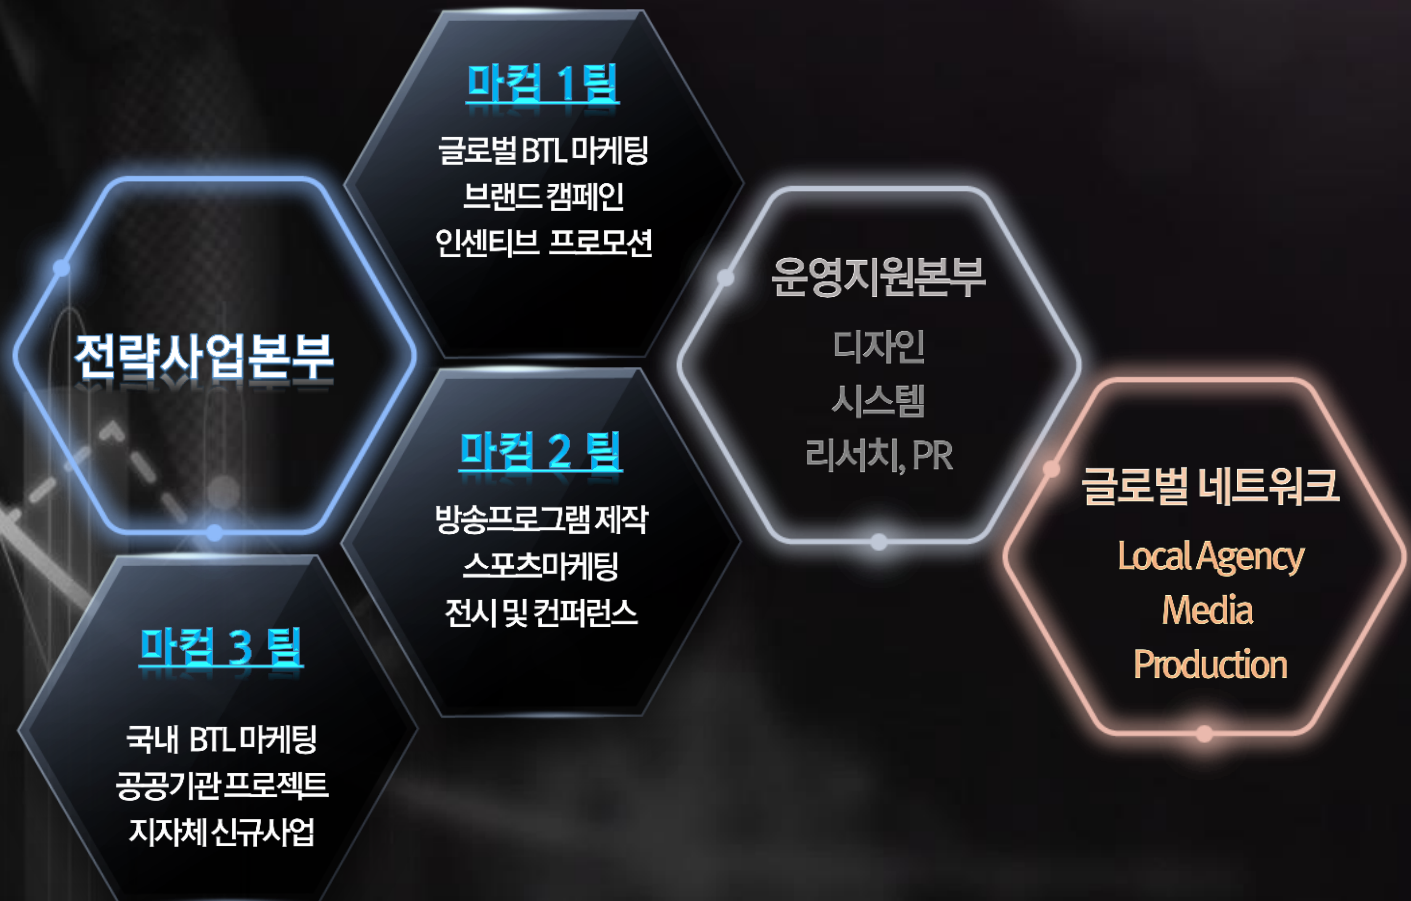 전략사업본부
마컴 1팀
글로벌 BTL 마케팅
브랜드 캠페인
인센티브 프로모션
마컴 2 팀
방송프로그램 제작
스포츠마케팅
전시 및 컨퍼런스
마컴 3 팀
국내 BTL 마케팅
공공기관 프로젝트
지자체 신규사업
운영지원본부
디자인
시스템
리서치, PR
글로벌 네트워크
Local Agency
Media
Production